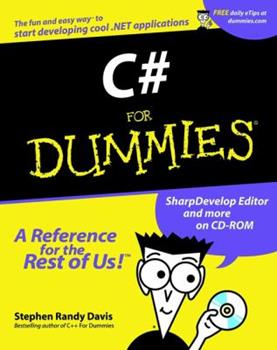 The fun and easy way™ to
start developing cool .NET applications
FREE daily eTips at
dummies.com®
C#
FOR
DUMMIES®
SharpDevelop Editor
and more
on CD-ROM
A Reference
for the
Rest of Us!™
Stephen Randy Davis
Bestselling author of C++ For Dummies